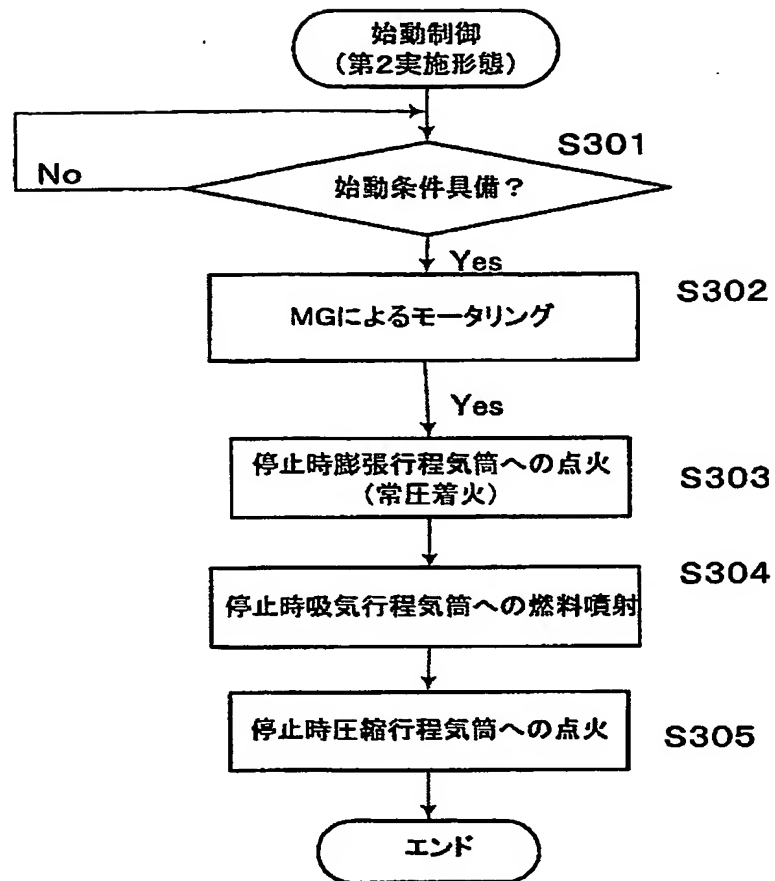 始動制御
(第2実施形態)
S301
No
始動条件具備?
Yes
S302
MGによるモータリング
Yes
停止時膨張行程気筒への点火
(常圧着火)
S303
S304
停止時吸気行程気筒への燃料噴射
停止時圧縮行程気筒への点火
S305
エンド